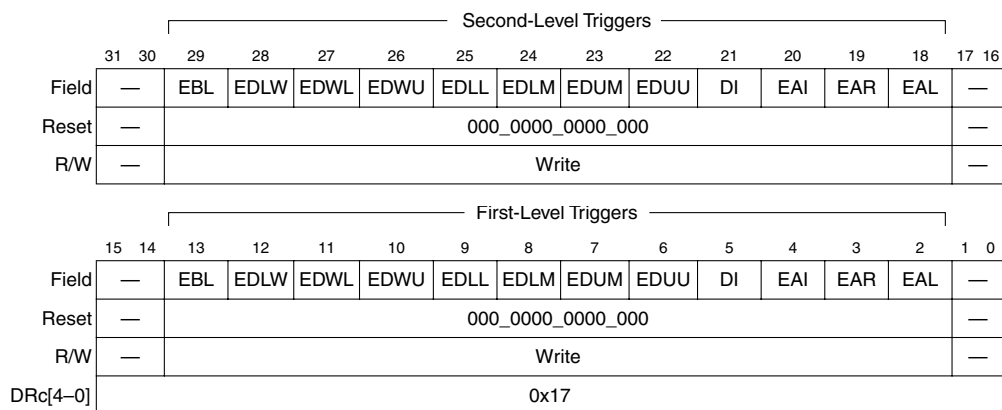 Second-Level Triggers
31 30 29 28 27 26 25 24 23 22 21 20 19 18 17 16
Field — EBL EDLW EDWL EDWU EDLL EDLM EDUM EDUU DI EAI EAR EAL —
Reset — 000_0000_0000_000 —
R/W — Write —
First-Level Triggers
15 14 13 12 11 10 9 8 7 6 5 4 3 2 1 0
Field — EBL EDLW EDWL EDWU EDLL EDLM EDUM EDUU DI EAI EAR EAL —
Reset — 000_0000_0000_000 —
R/W — Write —
DRc[4–0] 0x17